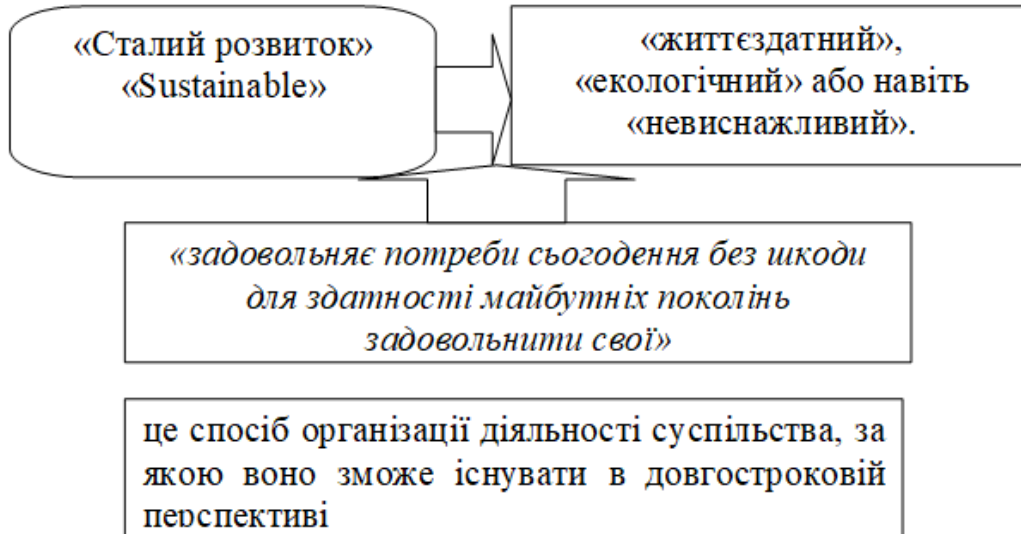 «Сталий розвиток»
«Sustainable»
«життєздатний»,
«екологічний» або навіть
«невиснажливий».
«задовольняє потреби сьогодення без шкоди
для здатності майбутніх поколінь
задовольнити свої»
це спосіб організації діяльності суспільства, за
якою воно зможе існувати в довгостроковій
перспективі